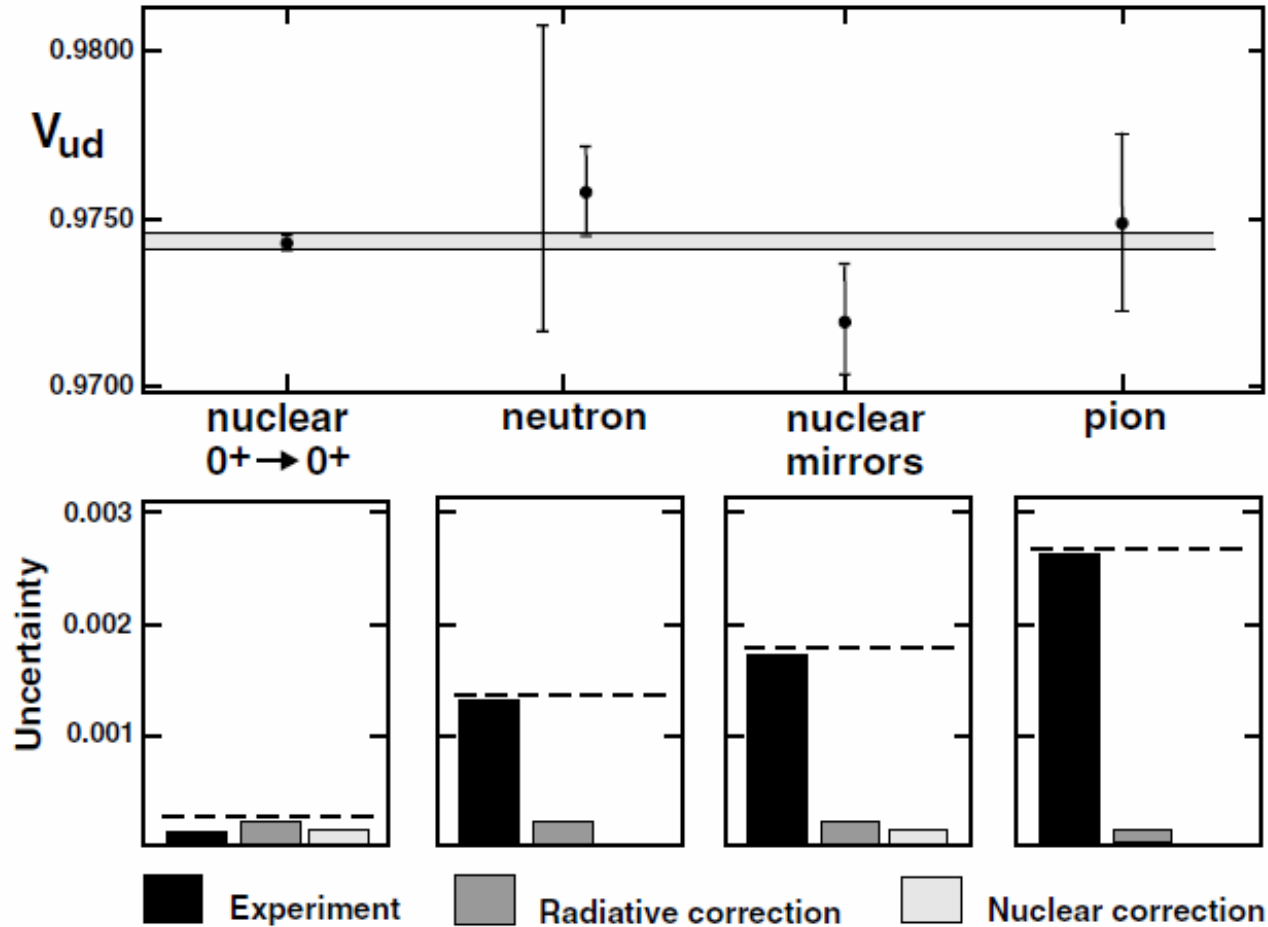 0.9800
V_ud
0.9750
0.9700
nuclear
0+ → 0+
neutron
nuclear
mirrors
pion
0.003
0.002
0.001
Uncertainty
Experiment
Radiative correction
Nuclear correction